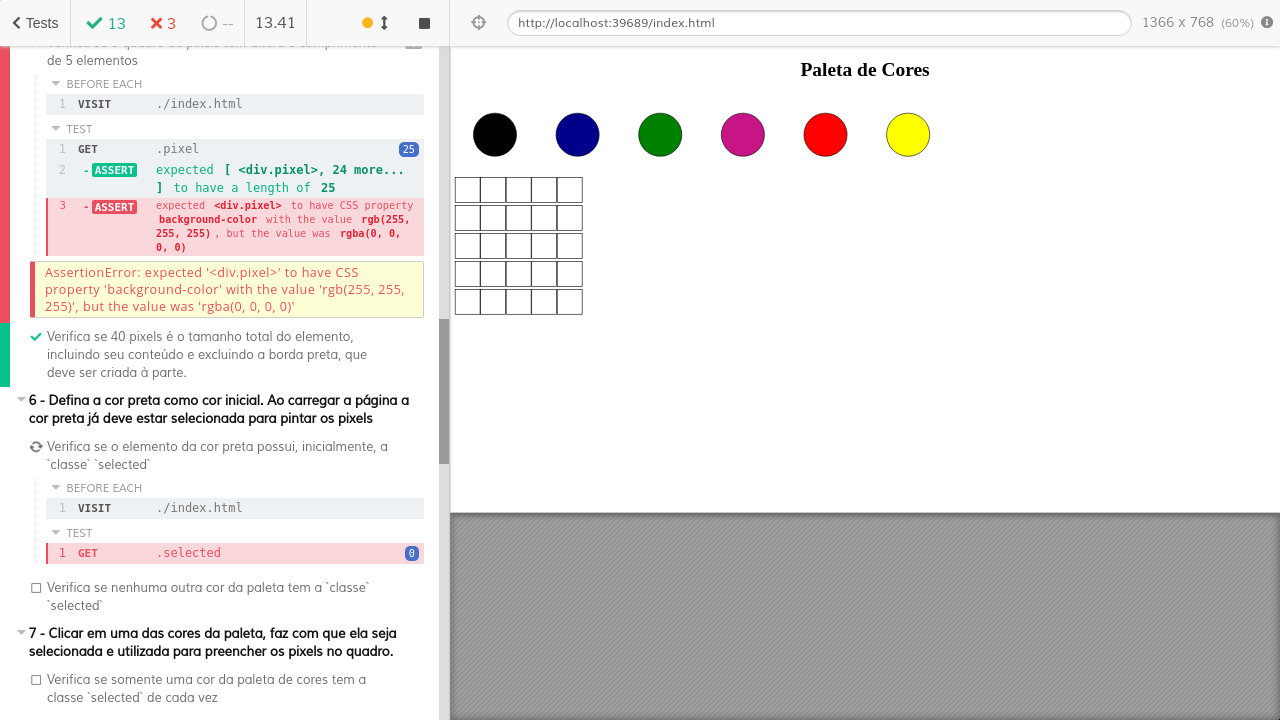 Tests 13 3 -- 13.41 http://localhost:39689/index.html 1366 x 768 (60%)
de 5 elementos
BEFORE EACH
1 VISIT ./index.html
TEST
1 GET .pixel 25
2 - ASSERT expected [ <div.pixel>, 24 more...
] to have a length of 25
3 - ASSERT expected <div.pixel> to have CSS property
background-color with the value rgb(255,
255, 255) , but the value was rgba(0, 0,
0, 0)
AssertionError: expected '<div.pixel>' to have CSS
property 'background-color' with the value 'rgb(255, 255,
255)', but the value was 'rgba(0, 0, 0, 0)'
Verifica se 40 pixels é o tamanho total do elemento,
incluindo seu conteúdo e excluindo a borda preta, que
deve ser criada à parte.
6 - Defina a cor preta como cor inicial. Ao carregar a página a
cor preta já deve estar selecionada para pintar os pixels
Verifica se o elemento da cor preta possui, inicialmente, a
`classe` `selected`
BEFORE EACH
1 VISIT ./index.html
TEST
1 GET .selected 0
Verifica se nenhuma outra cor da paleta tem a `classe`
`selected`
7 - Clicar em uma das cores da paleta, faz com que ela seja
selecionada e utilizada para preencher os pixels no quadro.
Verifica se somente uma cor da paleta de cores tem a
classe `selected` de cada vez
Paleta de Cores